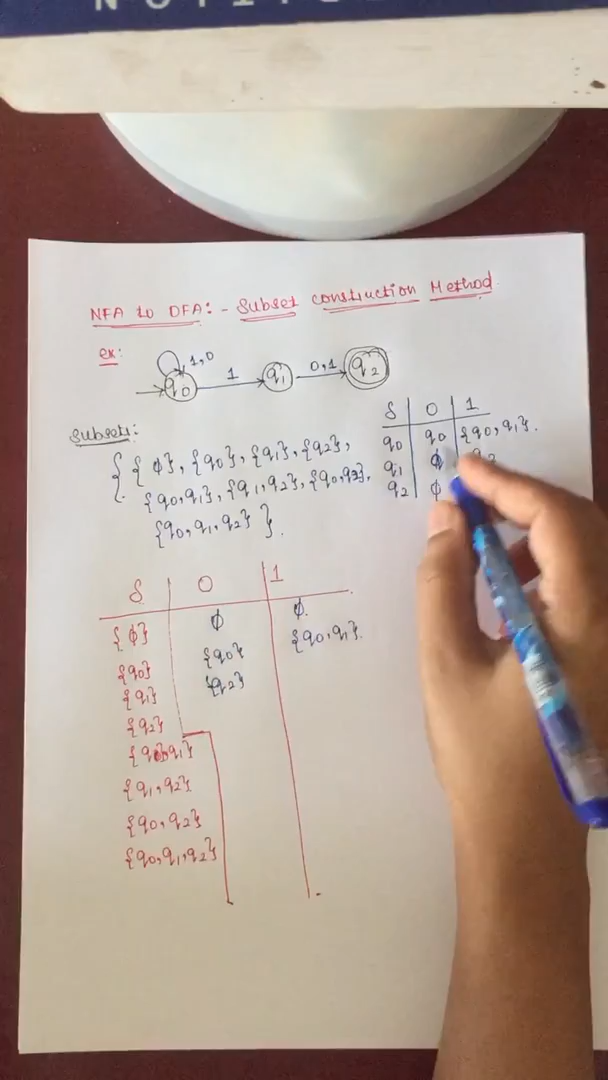 NFA to DFA: - Subset construction Method
ex:
1,0
q0 1 q1 0,1 q2
Subsets:
{ {φ}, {q0}, {q1}, {q2},
{q0,q1}, {q1,q2}, {q0,q2},
{q0,q1,q2} }.
δ 0 1
q0 q0 {q0,q1}.
q1
q2 φ
δ 0 1
{φ} φ φ.
{q0} {q0} {q0,q1}.
{q1} {q2}
{q2}
{q0,q1}
{q1,q2}
{q0,q2}
{q0,q1,q2}